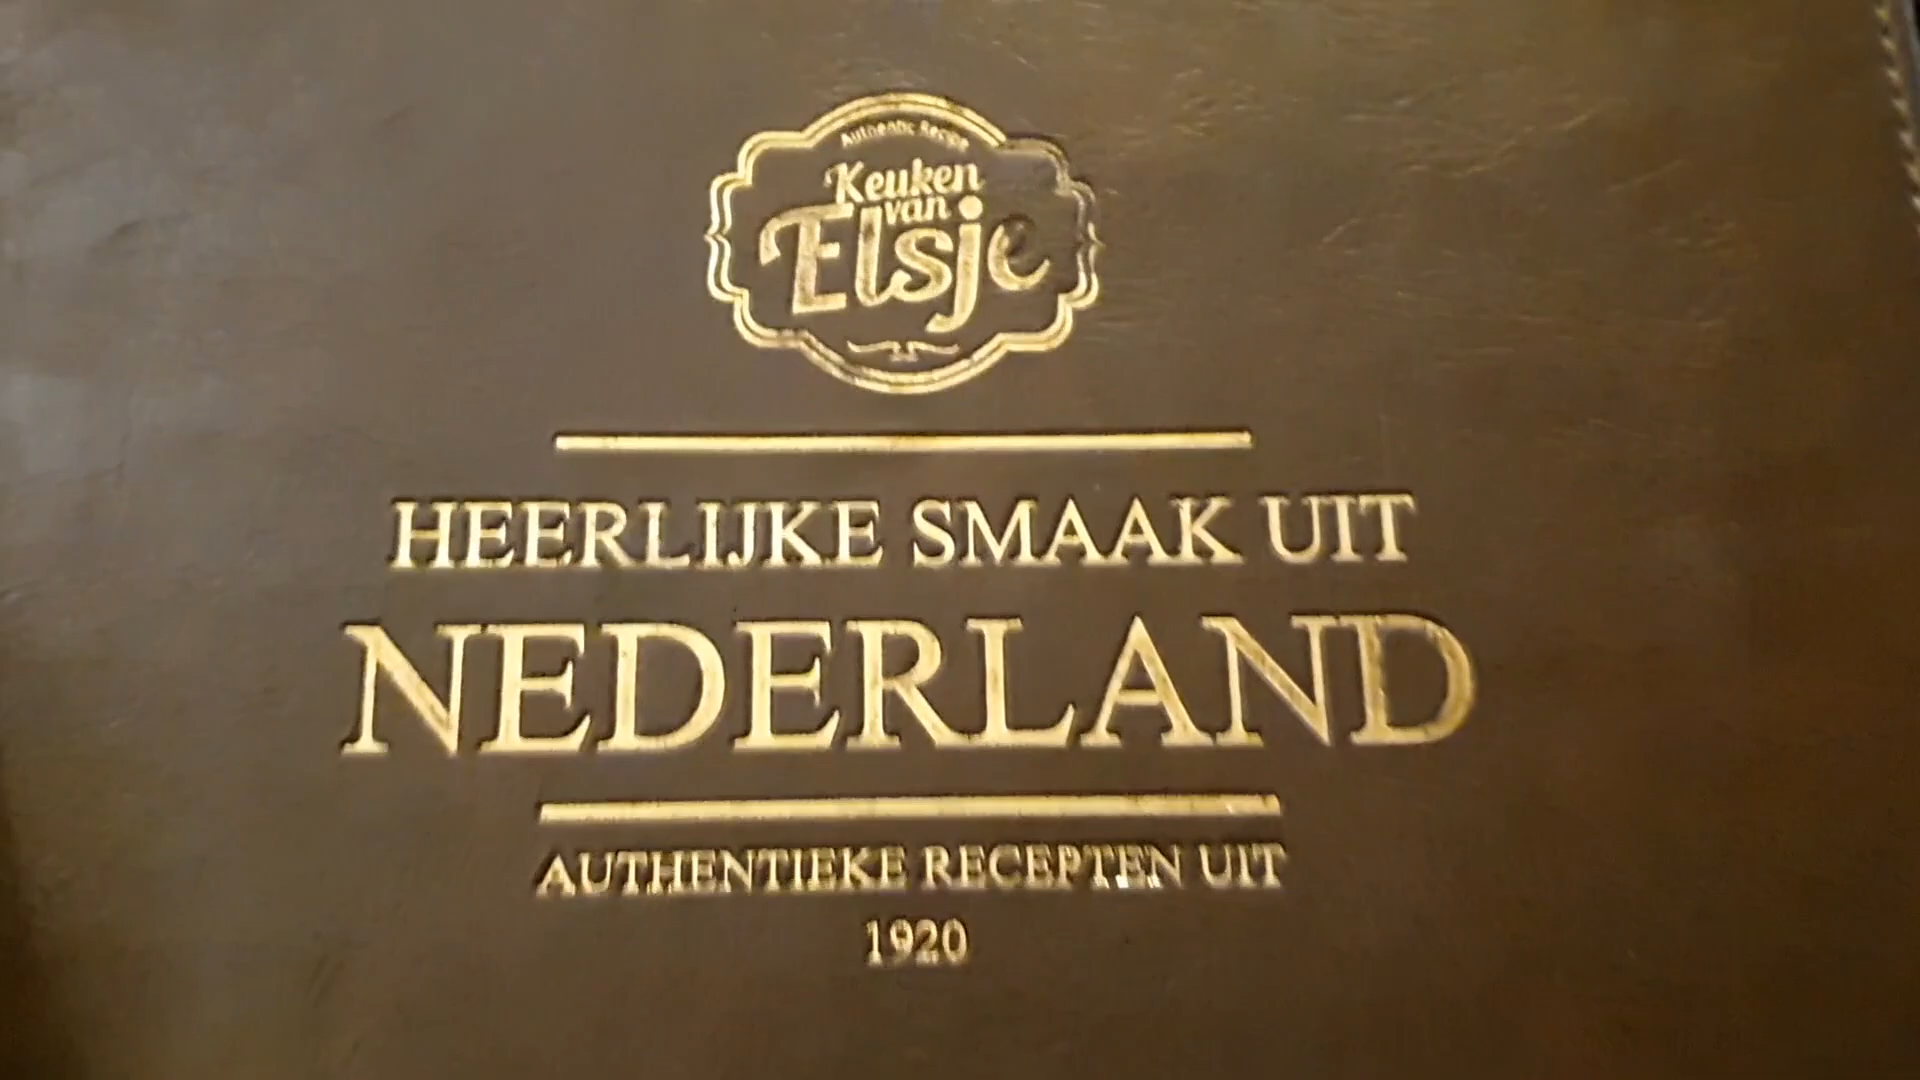 Authentic Recipe
Keuken
van
Elsje
HEERLIJKE SMAAK UIT
NEDERLAND
AUTHENTIEKE RECEPTEN UIT
1920